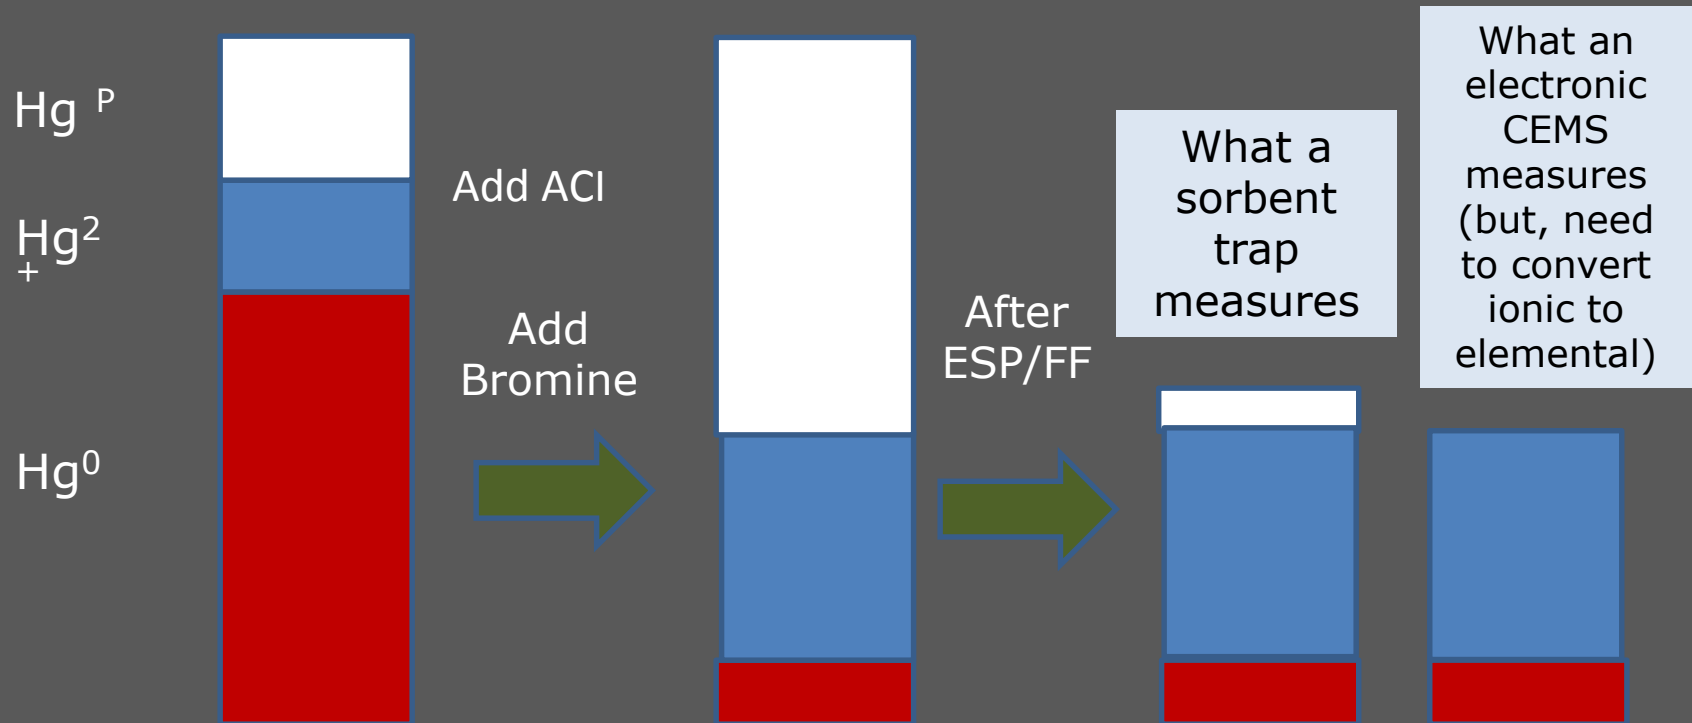 Hg P
Hg2
+
Hg0
Add ACI
Add
Bromine
After
ESP/FF
What a
sorbent
trap
measures
What an
electronic
CEMS
measures
(but, need
to convert
ionic to
elemental)